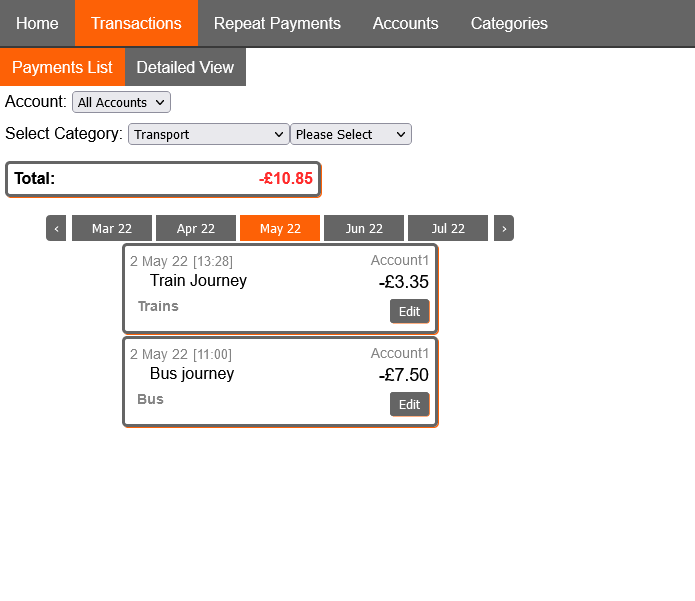 Home Transactions Repeat Payments Accounts Categories
Payments List Detailed View
Account: All Accounts
Select Category: Transport Please Select
Total: -£10.85
‹ Mar 22 Apr 22 May 22 Jun 22 Jul 22 ›
2 May 22 [13:28] Account1
Train Journey -£3.35
Trains Edit
2 May 22 [11:00] Account1
Bus journey -£7.50
Bus Edit